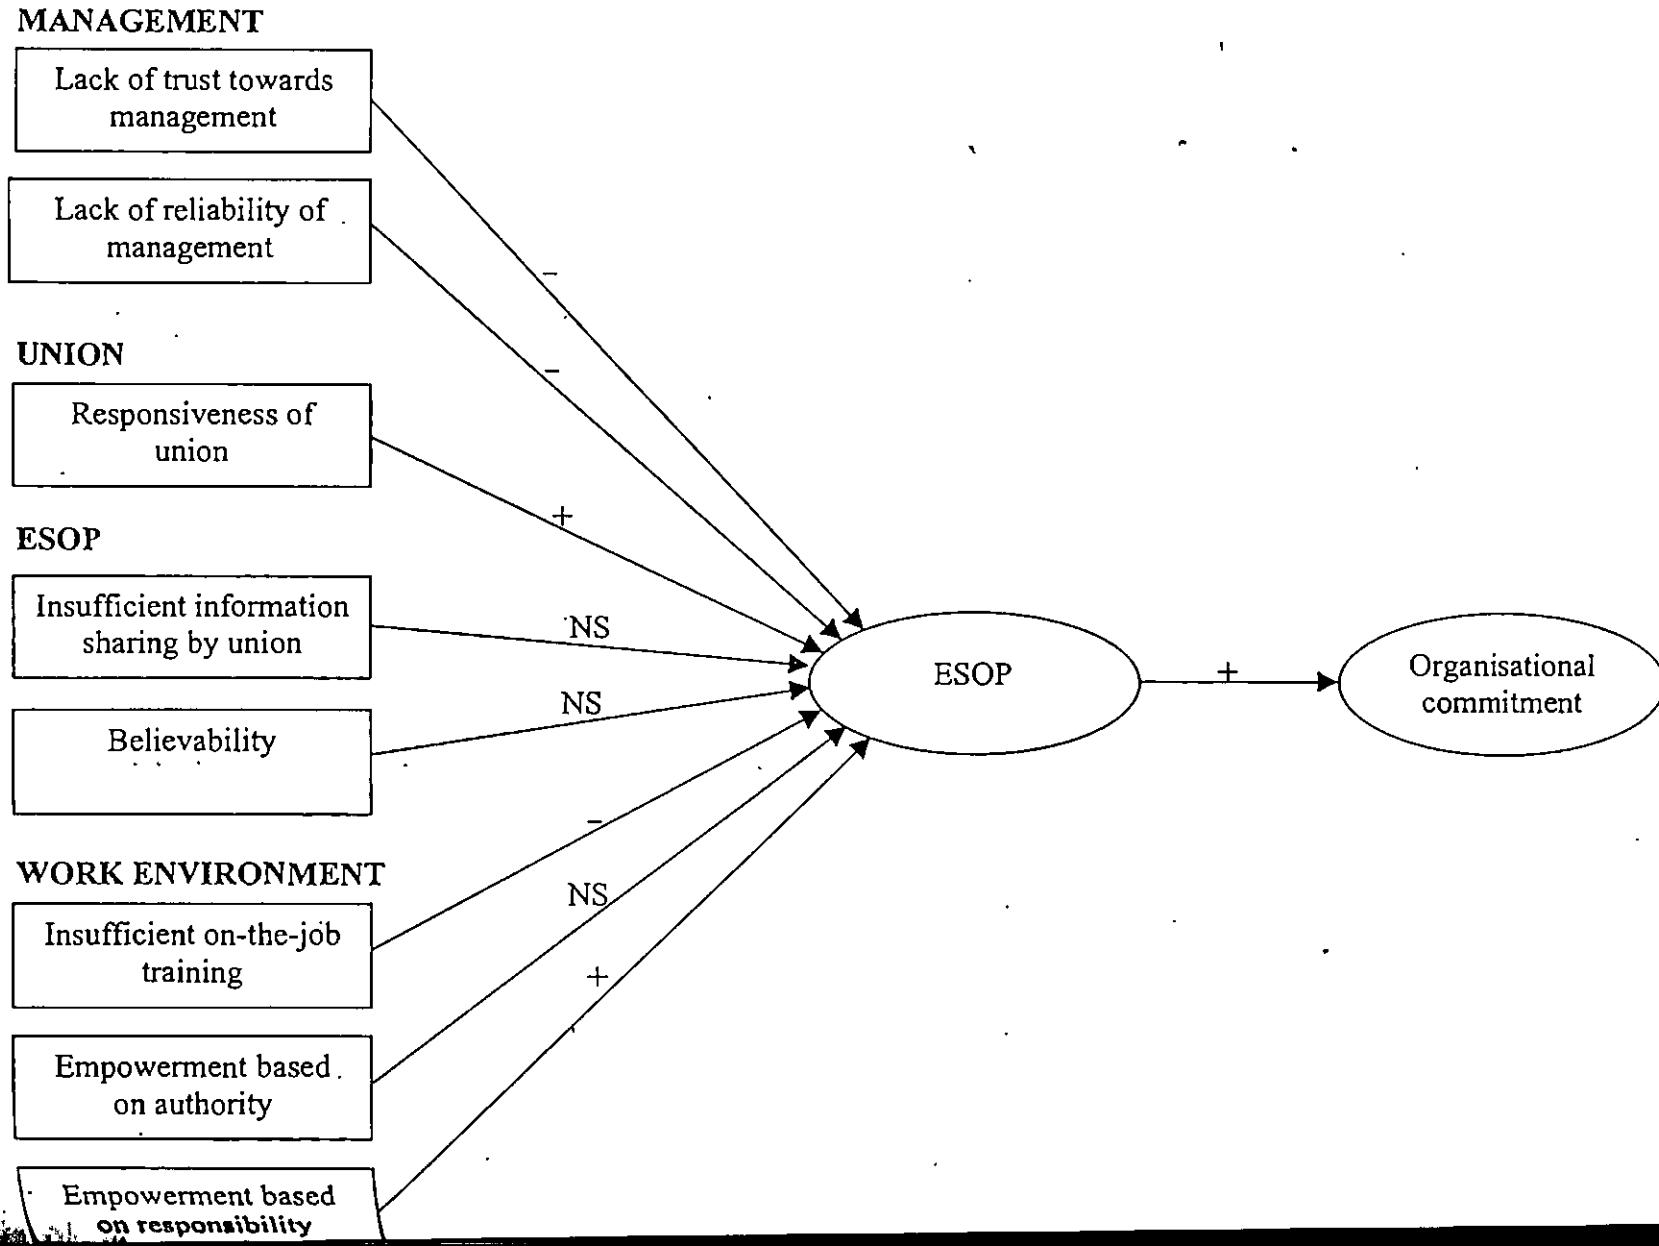 MANAGEMENT
Lack of trust towards
management
−
Lack of reliability of
management
−
UNION
Responsiveness of
union
+
ESOP
Insufficient information
sharing by union
NS
Believability
NS
ESOP
+
Organisational
commitment
WORK ENVIRONMENT
−
Insufficient on-the-job
training
NS
Empowerment based
on authority
+
Empowerment based
on responsibility